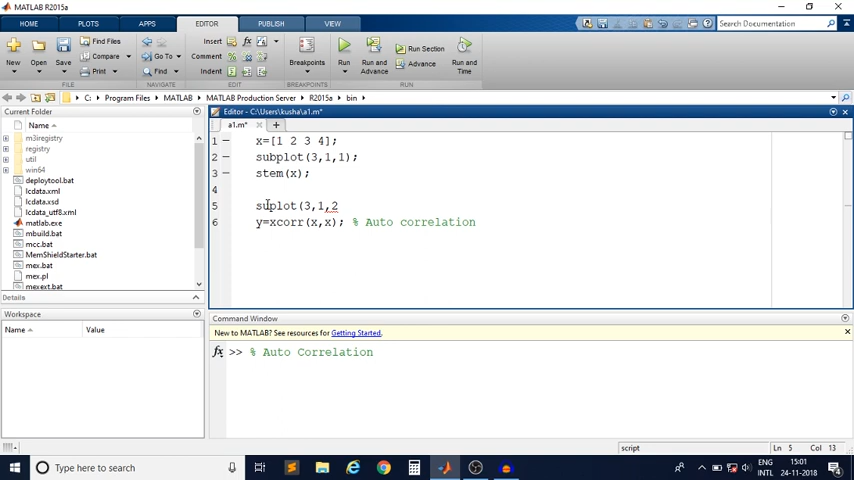 MATLAB R2015a
HOME PLOTS APPS EDITOR PUBLISH VIEW Search Documentation
New Open Save Find Files Compare Print Go To Find Insert Comment Indent Breakpoints Run Run and Advance Run Section Advance Run and Time
FILE NAVIGATE EDIT BREAKPOINTS RUN
C: Program Files MATLAB MATLAB Production Server R2015a bin
Current Folder
Name
m3iregistry
registry
util
win64
deploytool.bat
lcdata.xml
lcdata.xsd
lcdata_utf8.xml
matlab.exe
mbuild.bat
mcc.bat
MemShieldStarter.bat
mex.bat
mex.pl
mexext.bat
Details
Workspace
Name Value
Editor - C:\Users\kusha\a1.m*
a1.m*
1 x=[1 2 3 4];
2 subplot(3,1,1);
3 stem(x);
4
5 suplot(3,1,2
6 y=xcorr(x,x); % Auto correlation
Command Window
New to MATLAB? See resources for Getting Started.
fx >> % Auto Correlation
script Ln 5 Col 13
Type here to search
ENG
INTL
15:01
24-11-2018
4